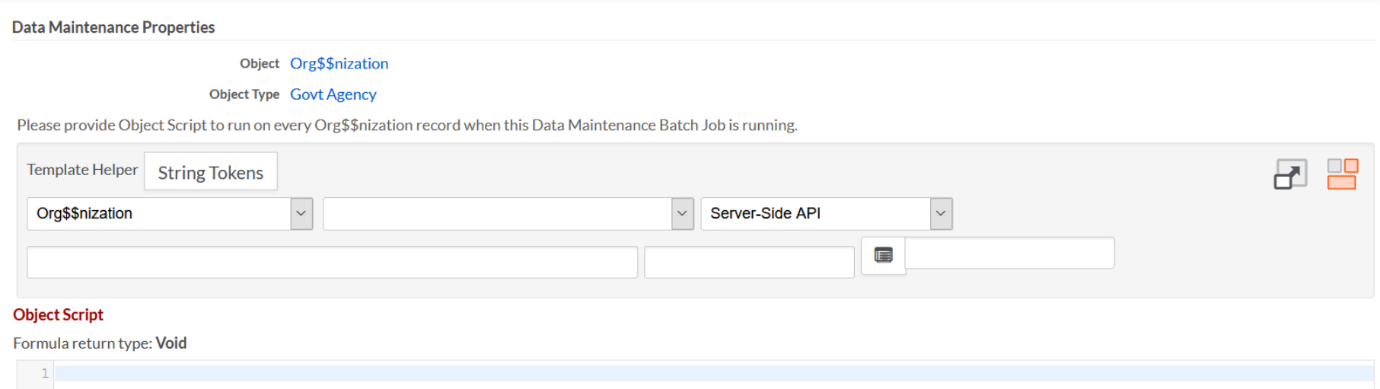 Data Maintenance Properties
Object Org$$nization
Object Type Govt Agency
Please provide Object Script to run on every Org$$nization record when this Data Maintenance Batch Job is running.
Template Helper String Tokens
Org$$nization Server-Side API
Object Script
Formula return type: Void
1